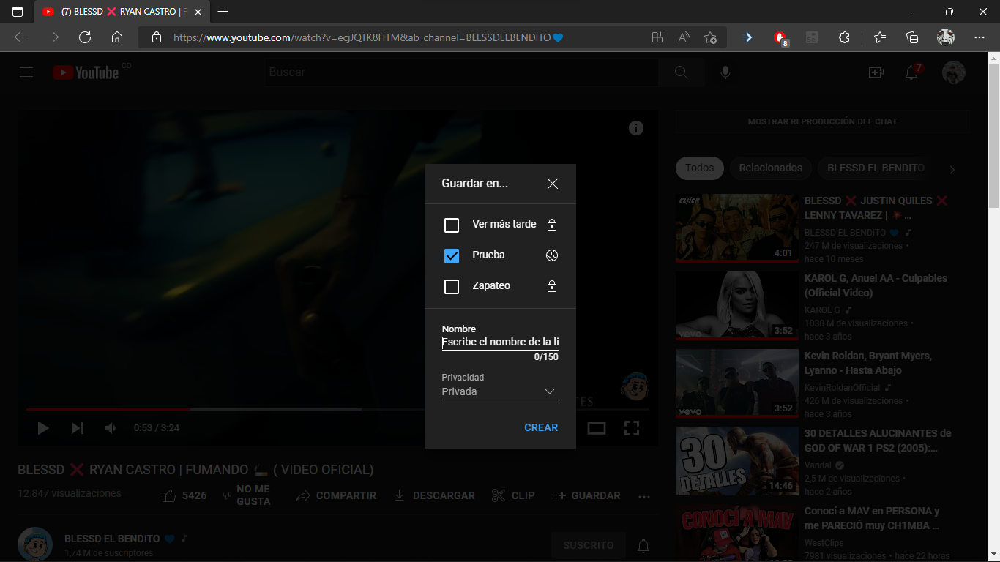 (7) BLESSD ❌ RYAN CASTRO | F
https://www.youtube.com/watch?v=ecjJQTK8HTM&ab_channel=BLESSDELBENDITO💙
8
YouTube CO
Buscar
7
MOSTRAR REPRODUCCIÓN DEL CHAT
Todos
Relacionados
BLESSD EL BENDITO
Guardar en...
Ver más tarde
Prueba
Zapateo
Nombre
Escribe el nombre de la li
0/150
Privacidad
Privada
CREAR
0:53 / 3:24
BLESSD ❌ RYAN CASTRO | FUMANDO 🚬 ( VIDEO OFICIAL)
12.847 visualizaciones
5426
NO ME
GUSTA
COMPARTIR
DESCARGAR
CLIP
GUARDAR
BLESSD EL BENDITO 💙
1,74 M de suscriptores
SUSCRITO
CLICK
4:01
BLESSD ❌ JUSTIN QUILES ❌
LENNY TAVAREZ | 💥 ...
BLESSD EL BENDITO 💙
247 M de visualizaciones •
hace 10 meses
vevo
3:52
KAROL G, Anuel AA - Culpables
(Official Video)
KAROL G
1038 M de visualizaciones •
hace 3 años
vevo
3:52
Kevin Roldan, Bryant Myers,
Lyanno - Hasta Abajo
KevinRoldanOfficial
426 M de visualizaciones •
hace 3 años
30
DETALLES
14:46
30 DETALLES ALUCINANTES de
GOD OF WAR 1 PS2 (2005):...
Vandal
2,5 M de visualizaciones •
hace 2 años
CONOCÍ A MAV
Conocí a MAV en PERSONA y
me PARECIÓ muy CH1MBA ...
WestClips
7981 visualizaciones • hace 22 horas